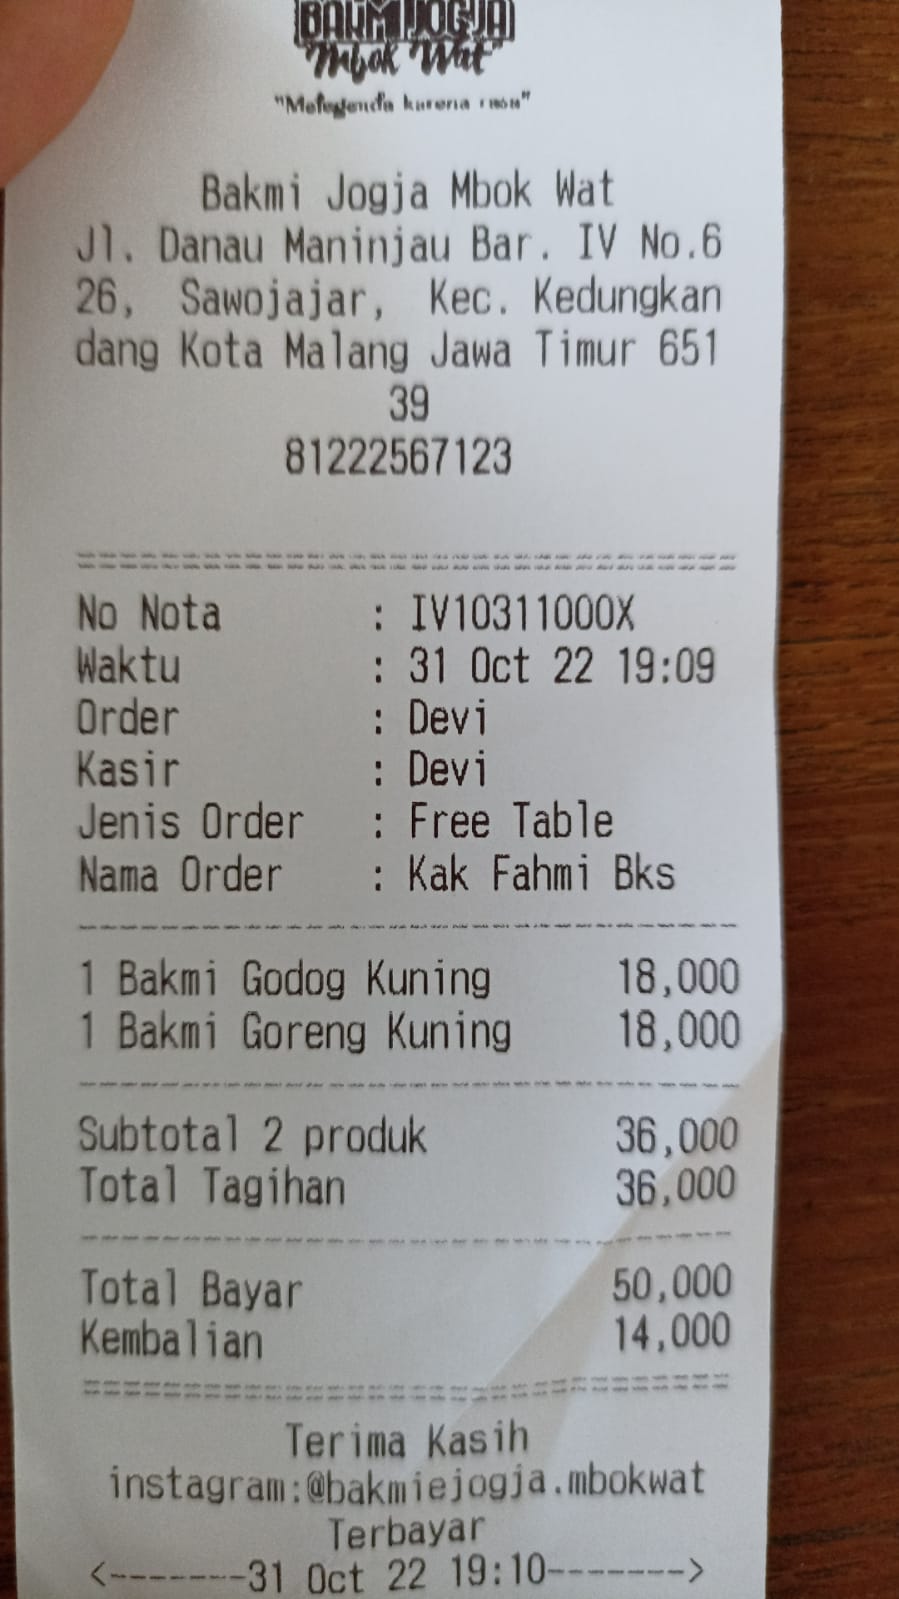 BAKMI JOGJA
Mbok Wat
"Melegenda karena rasa"
Bakmi Jogja Mbok Wat
Jl. Danau Maninjau Bar. IV No.6
26, Sawojajar, Kec. Kedungkan
dang Kota Malang Jawa Timur 651
39
81222567123
No Nota : IV10311000X
Waktu : 31 Oct 22 19:09
Order : Devi
Kasir : Devi
Jenis Order : Free Table
Nama Order : Kak Fahmi Bks
1 Bakmi Godog Kuning 18,000
1 Bakmi Goreng Kuning 18,000
Subtotal 2 produk 36,000
Total Tagihan 36,000
Total Bayar 50,000
Kembalian 14,000
Terima Kasih
instagram:@bakmiejogja.mbokwat
Terbayar
<-------31 Oct 22 19:10------->